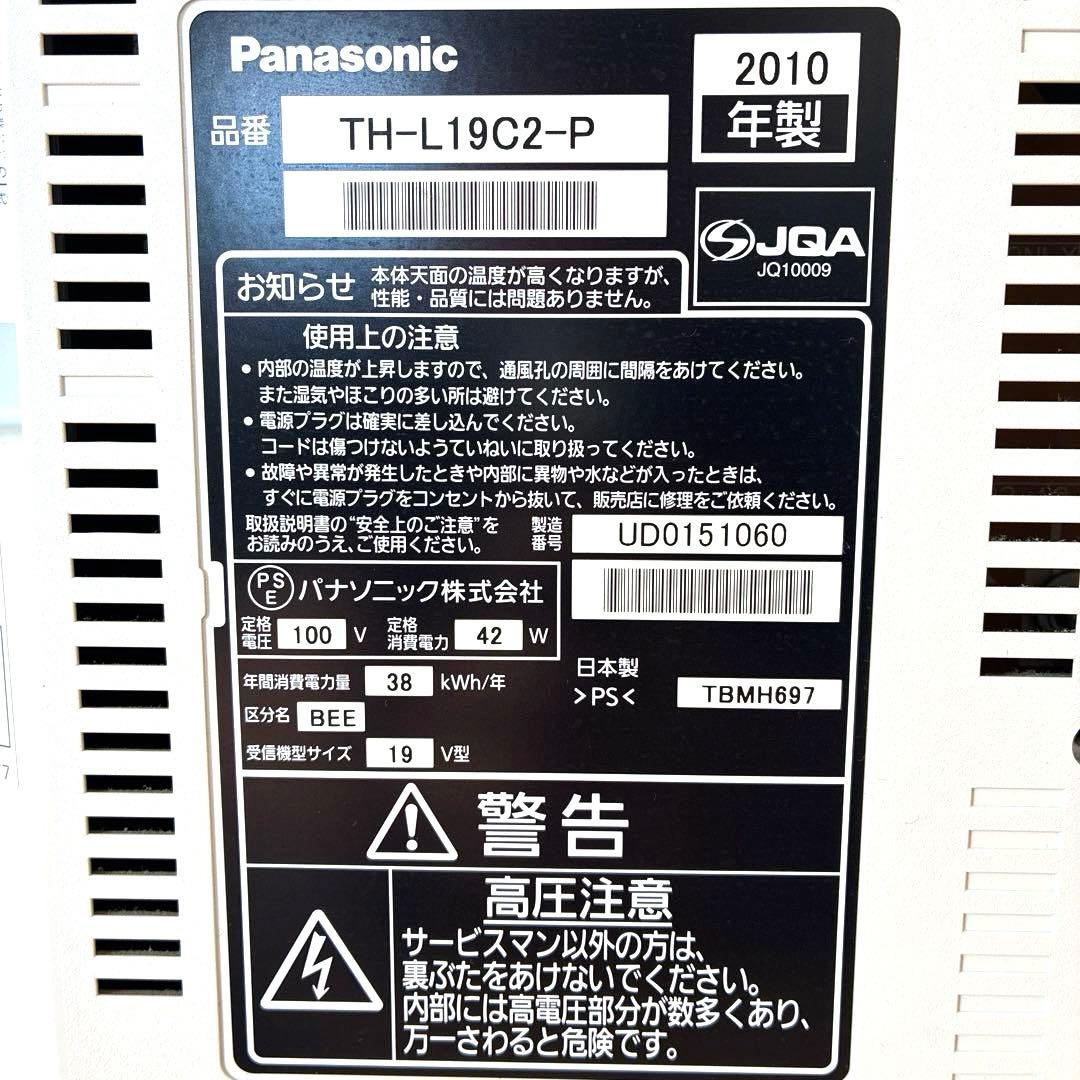 Panasonic
2010
年製
品番 TH-L19C2-P
JQA
JQ10009
お知らせ 本体天面の温度が高くなりますが、
性能・品質には問題ありません。
使用上の注意
● 内部の温度が上昇しますので、通風孔の周囲に間隔をあけてください。
また湿気やほこりの多い所は避けてください。
● 電源プラグは確実に差し込んでください。
コードは傷つけないようていねいに取り扱ってください。
● 故障や異常が発生したときや内部に異物や水などが入ったときは、
すぐに電源プラグをコンセントから抜いて、販売店に修理をご依頼ください。
取扱説明書の“安全上のご注意”を
お読みのうえ、ご使用ください。
製造
番号 UD0151060
PSE パナソニック株式会社
定格
電圧 100 V 定格
消費電力 42 W
年間消費電力量 38 kWh/年
区分名 BEE
受信機型サイズ 19 V型
日本製
>PS<
TBMH697
警告
高圧注意
サービスマン以外の方は、
裏ぶたをあけないでください。
内部には高電圧部分が数多くあり、
万一さわると危険です。